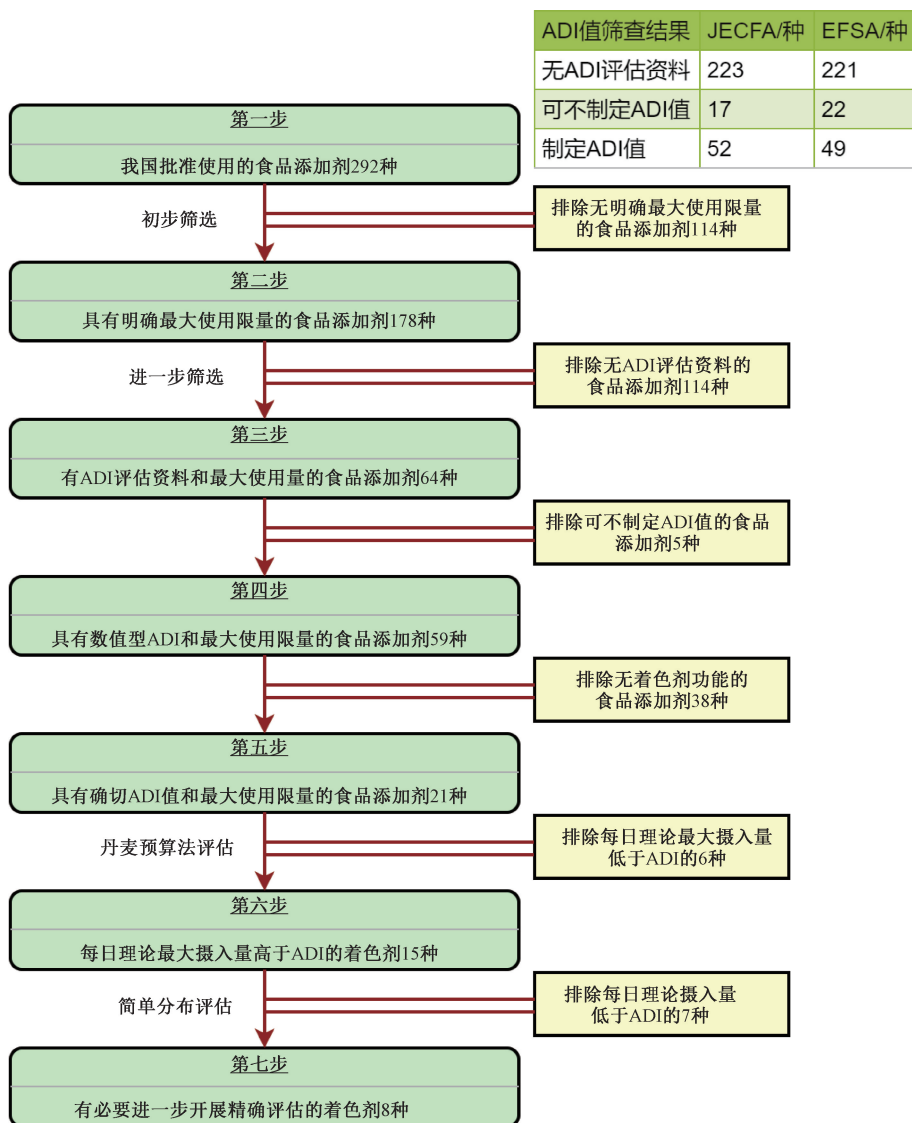 ADI值筛查结果 JECFA/种 EFSA/种
无ADI评估资料 223 221
可不制定ADI值 17 22
制定ADI值 52 49
第一步
我国批准使用的食品添加剂292种
初步筛选
排除无明确最大使用限量
的食品添加剂114种
第二步
具有明确最大使用限量的食品添加剂178种
进一步筛选
排除无ADI评估资料的
食品添加剂114种
第三步
有ADI评估资料和最大使用量的食品添加剂64种
排除可不制定ADI值的食品
添加剂5种
第四步
具有数值型ADI和最大使用限量的食品添加剂59种
排除无着色剂功能的
食品添加剂38种
第五步
具有确切ADI值和最大使用限量的食品添加剂21种
丹麦预算法评估
排除每日理论最大摄入量
低于ADI的6种
第六步
每日理论最大摄入量高于ADI的着色剂15种
简单分布评估
排除每日理论摄入量
低于ADI的7种
第七步
有必要进一步开展精确评估的着色剂8种